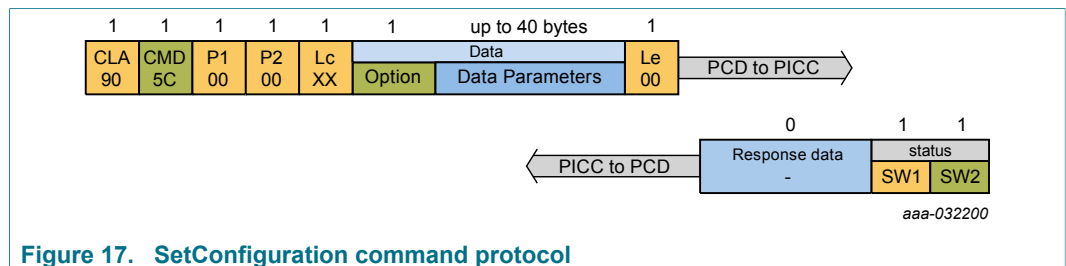 1 1 1 1 1 1 up to 40 bytes 1
CLA CMD P1 P2 Lc Data Le
90 5C 00 00 XX Option Data Parameters 00
PCD to PICC
0 1 1
Response data status
- SW1 SW2
PICC to PCD
aaa-032200
Figure 17. SetConfiguration command protocol